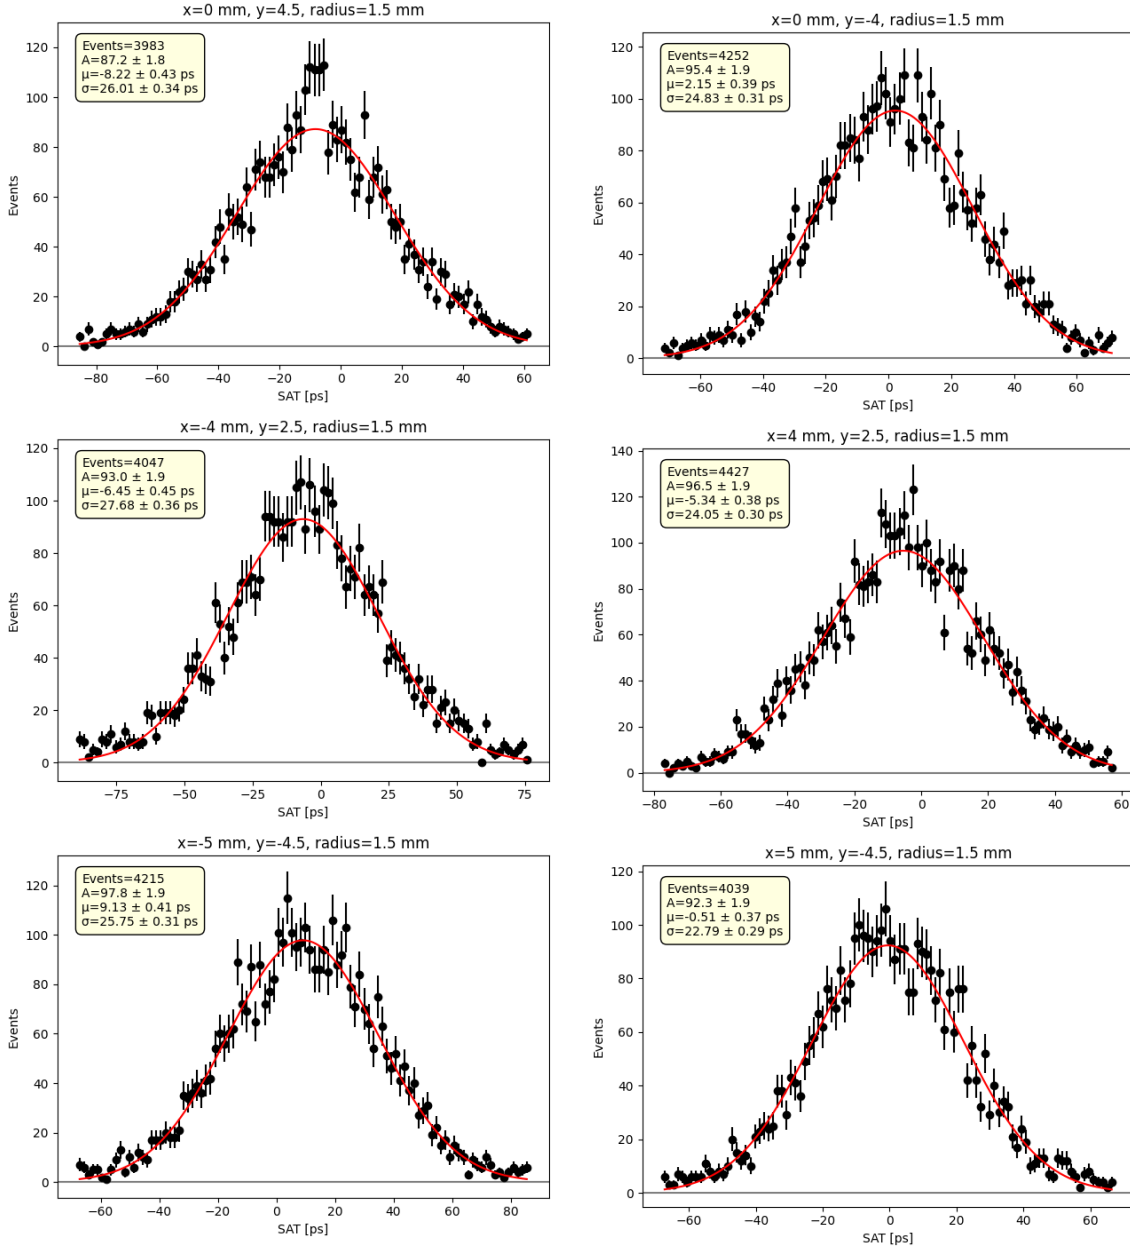 x=0 mm, y=4.5, radius=1.5 mm
Events=3983
A=87.2 ± 1.8
μ=-8.22 ± 0.43 ps
σ=26.01 ± 0.34 ps
120
100
80
60
40
20
0
Events
−80 −60 −40 −20 0 20 40 60
SAT [ps]
x=0 mm, y=-4, radius=1.5 mm
Events=4252
A=95.4 ± 1.9
μ=2.15 ± 0.39 ps
σ=24.83 ± 0.31 ps
120
100
80
60
40
20
0
Events
−60 −40 −20 0 20 40 60
SAT [ps]
x=-4 mm, y=2.5, radius=1.5 mm
Events=4047
A=93.0 ± 1.9
μ=-6.45 ± 0.45 ps
σ=27.68 ± 0.36 ps
120
100
80
60
40
20
0
Events
−75 −50 −25 0 25 50 75
SAT [ps]
x=4 mm, y=2.5, radius=1.5 mm
Events=4427
A=96.5 ± 1.9
μ=-5.34 ± 0.38 ps
σ=24.05 ± 0.30 ps
140
120
100
80
60
40
20
0
Events
−80 −60 −40 −20 0 20 40 60
SAT [ps]
x=-5 mm, y=-4.5, radius=1.5 mm
Events=4215
A=97.8 ± 1.9
μ=9.13 ± 0.41 ps
σ=25.75 ± 0.31 ps
120
100
80
60
40
20
0
Events
−60 −40 −20 0 20 40 60 80
SAT [ps]
x=5 mm, y=-4.5, radius=1.5 mm
Events=4039
A=92.3 ± 1.9
μ=-0.51 ± 0.37 ps
σ=22.79 ± 0.29 ps
120
100
80
60
40
20
0
Events
−60 −40 −20 0 20 40 60
SAT [ps]